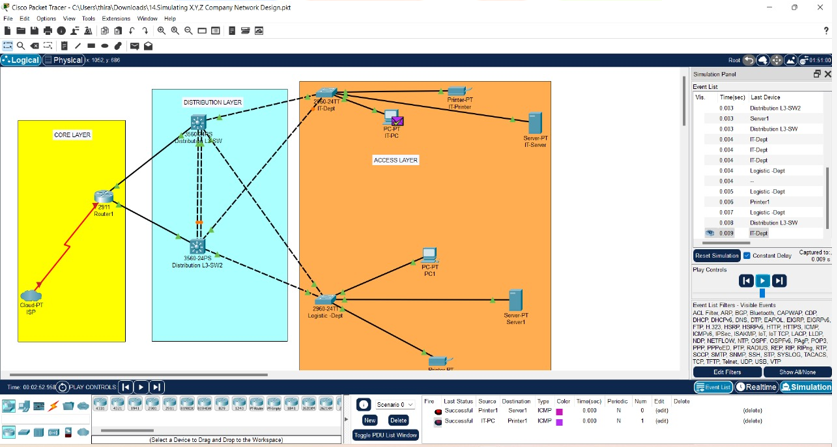 Cisco Packet Tracer - C:\Users\thira\Downloads\14.Simulating X,Y,Z Company Network Design.pkt
File Edit Options View Tools Extensions Window Help
Logical Physical x: 1052, y: 686
Root
01:51:00
CORE LAYER
DISTRIBUTION LAYER
ACCESS LAYER
3560-24PS
Distribution L3-SW
2960-24TT
IT-Dept
Printer-PT
IT-Printer
PC-PT
IT-PC
Server-PT
IT-Server
2911
Router1
3560-24PS
Distribution L3-SW2
Cloud-PT
ISP
PC-PT
PC1
2960-24TT
Logistic -Dept
Server-PT
Server1
Simulation Panel
Event List
Vis. Time(sec) Last Device
0.003 Distribution L3-SW2
0.003 Server1
0.003 Distribution L3-SW
0.004 IT-Dept
0.004 IT-Dept
0.004 IT-Dept
0.004 Logistic -Dept
0.004 --
0.005 Logistic -Dept
0.006 Printer1
0.007 Logistic -Dept
0.008 Distribution L3-SW
0.009 IT-Dept
Reset Simulation Constant Delay Captured to:
0.009 s
Play Controls
Event List Filters - Visible Events
ACL Filter, ARP, BGP, Bluetooth, CAPWAP, CDP,
DHCP, DHCPv6, DNS, DTP, EAPOL, EIGRP, EIGRPv6,
FTP, H.323, HSRP, HSRPv6, HTTP, HTTPS, ICMP,
ICMPv6, IPSec, ISAKMP, IoT, IoT TCP, LACP, LLDP,
NDP, NETFLOW, NTP, OSPF, OSPFv6, PAgP, POP3,
PPP, PPPoED, PTP, RADIUS, REP, RIP, RIPng, RTP,
SCCP, SMTP, SNMP, SSH, STP, SYSLOG, TACACS,
TCP, TFTP, Telnet, UDP, USB, VTP
Edit Filters Show All/None
Time: 00:02:52.958 PLAY CONTROLS:
Event List Realtime Simulation
(Select a Device to Drag and Drop to the Workspace)
Scenario 0
New Delete
Toggle PDU List Window
Fire Last Status Source Destination Type Color Time(sec) Periodic Num Edit Delete
Successful Printer1 Server1 ICMP 0.000 N 0 (edit) (delete)
Successful IT-PC Printer1 ICMP 0.000 N 1 (edit) (delete)